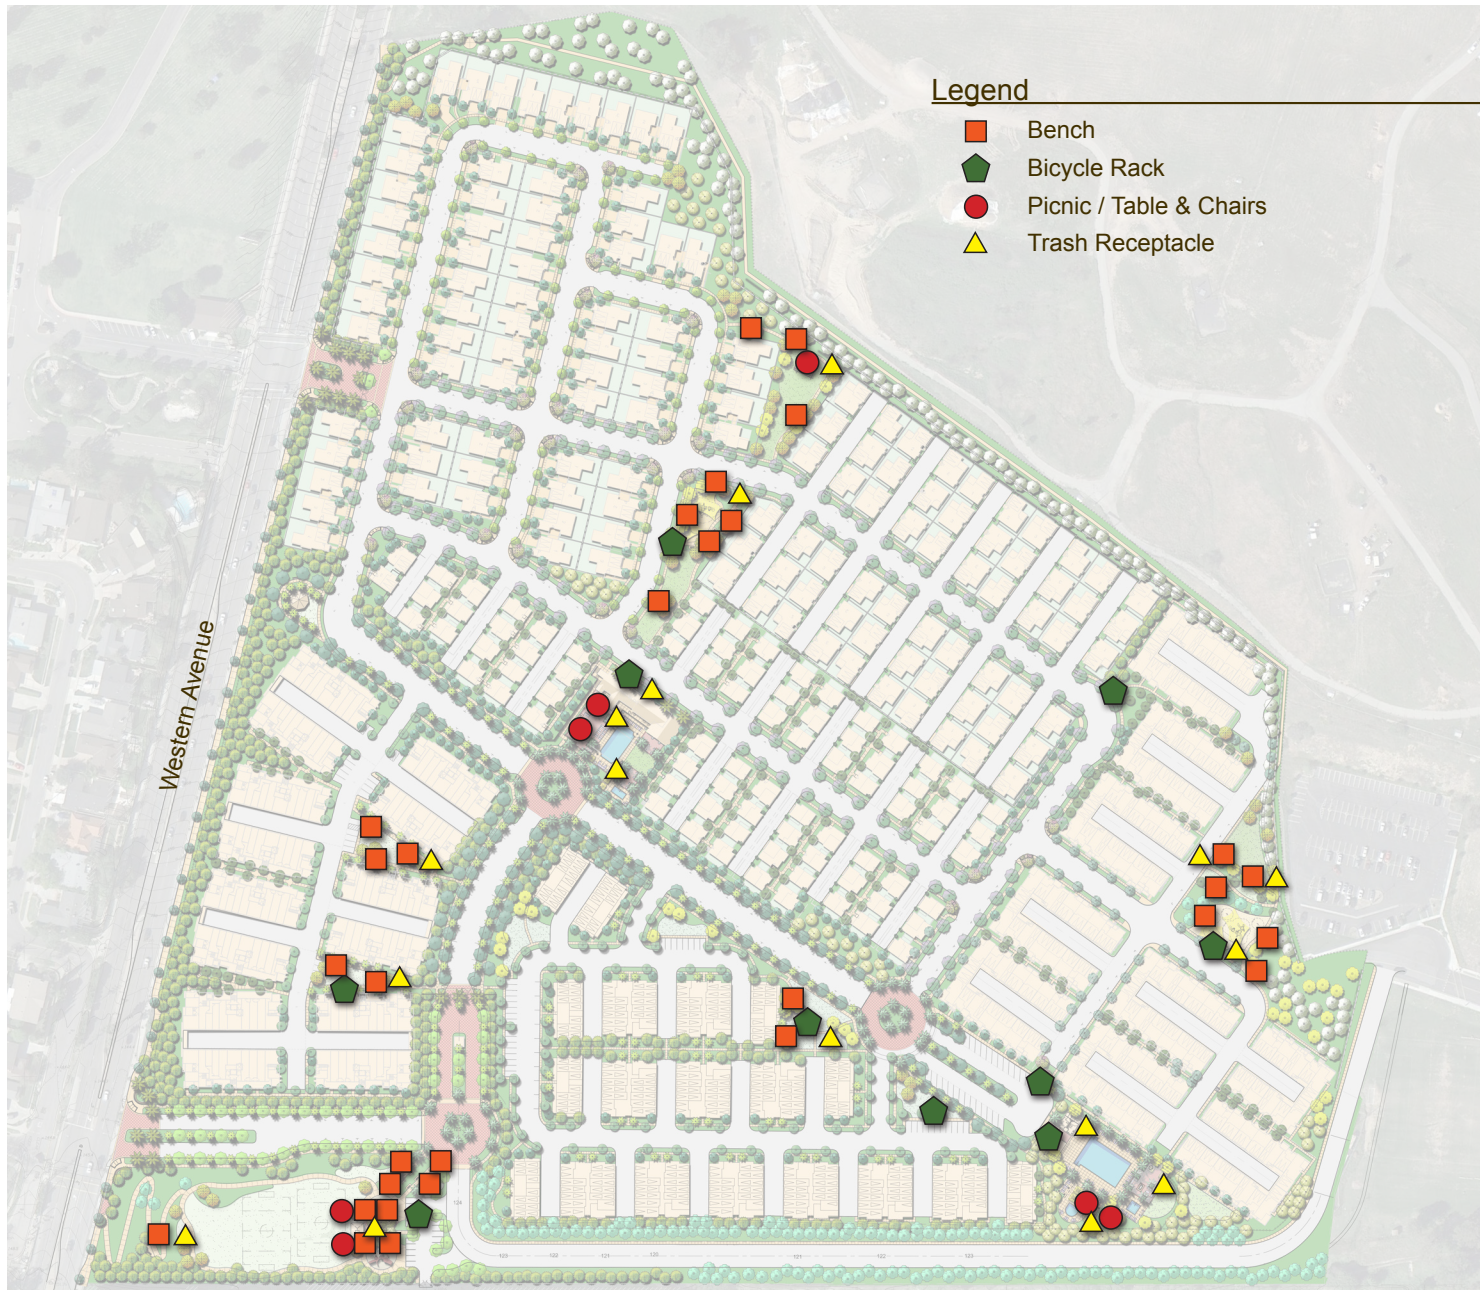 Legend
Bench
Bicycle Rack
Picnic / Table & Chairs
Trash Receptacle
Western Avenue